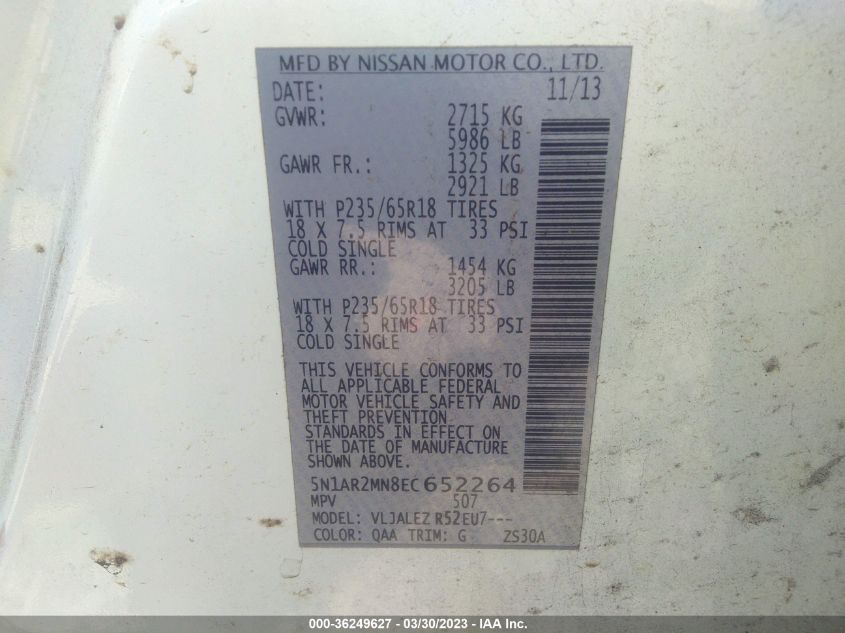 MFD BY NISSAN MOTOR CO., LTD.
DATE: 11/13
GVWR: 2715 KG
5986 LB
GAWR FR.: 1325 KG
2921 LB
WITH P235/65R18 TIRES
18 X 7.5 RIMS AT 33 PSI
COLD SINGLE
GAWR RR.: 1454 KG
3205 LB
WITH P235/65R18 TIRES
18 X 7.5 RIMS AT 33 PSI
COLD SINGLE
THIS VEHICLE CONFORMS TO
ALL APPLICABLE FEDERAL
MOTOR VEHICLE SAFETY AND
THEFT PREVENTION
STANDARDS IN EFFECT ON
THE DATE OF MANUFACTURE
SHOWN ABOVE.
5N1AR2MN8EC652264
MPV 507
MODEL: VLJALEZ R52EU7---
COLOR: QAA TRIM: G ZS30A
000-36249627 - 03/30/2023 - IAA Inc.